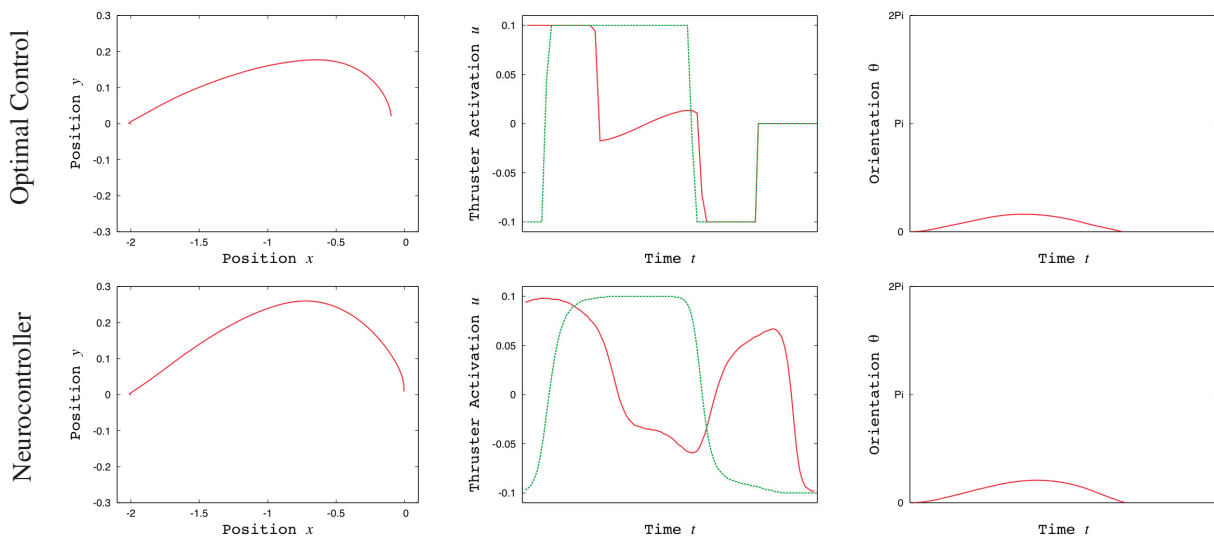 Optimal Control
Position y
0.3
0.2
0.1
0
-0.1
-0.2
-0.3
-2
-1.5
-1
-0.5
0
Position x
Thruster Activation u
0.1
0.05
0
-0.05
-0.1
Time t
Orientation θ
2Pi
Pi
0
Time t
Neurocontroller
Position y
0.3
0.2
0.1
0
-0.1
-0.2
-0.3
-2
-1.5
-1
-0.5
0
Position x
Thruster Activation u
0.1
0.05
0
-0.05
-0.1
Time t
Orientation θ
2Pi
Pi
0
Time t